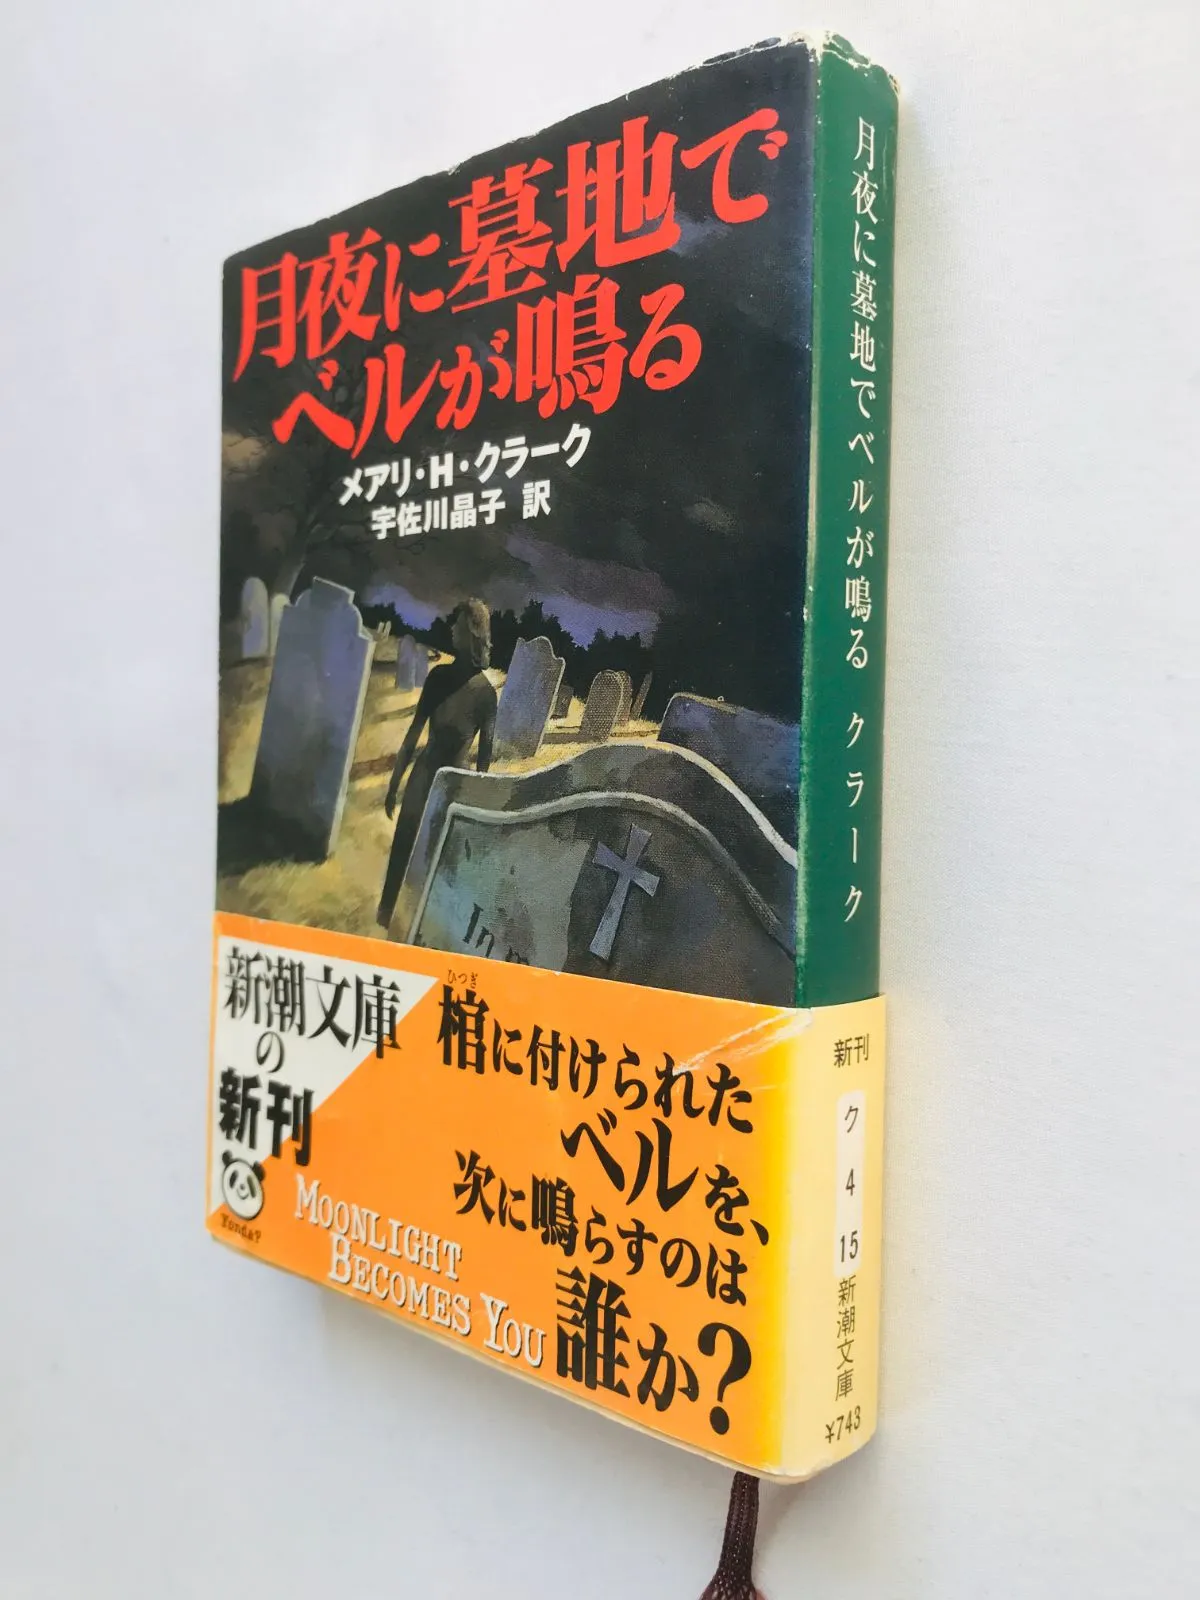 月夜に墓地で
ベルが鳴る
メアリ・H・クラーク
宇佐川晶子 訳
In
新潮文庫
の
新刊
Yonda?
ひつぎ
棺に付けられた
ベルを、
次に鳴らすのは
誰か?
MOONLIGHT
BECOMES YOU
月夜に墓地でベルが鳴る クラーク
新刊
ク
4
15
新潮文庫
¥743